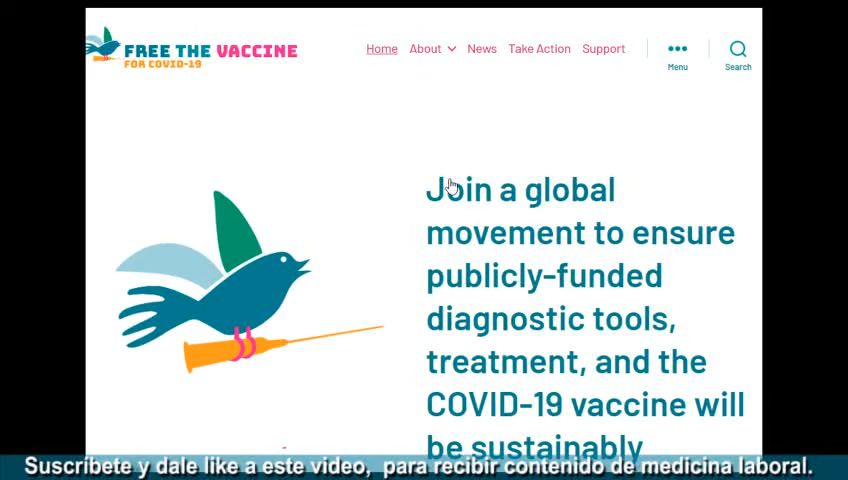 FREE THE VACCINE
FOR COVID-19
Home About News Take Action Support
Menu
Search
Join a global
movement to ensure
publicly-funded
diagnostic tools,
treatment, and the
COVID-19 vaccine will
be sustainably
Suscríbete y dale like a este video, para recibir contenido de medicina laboral.